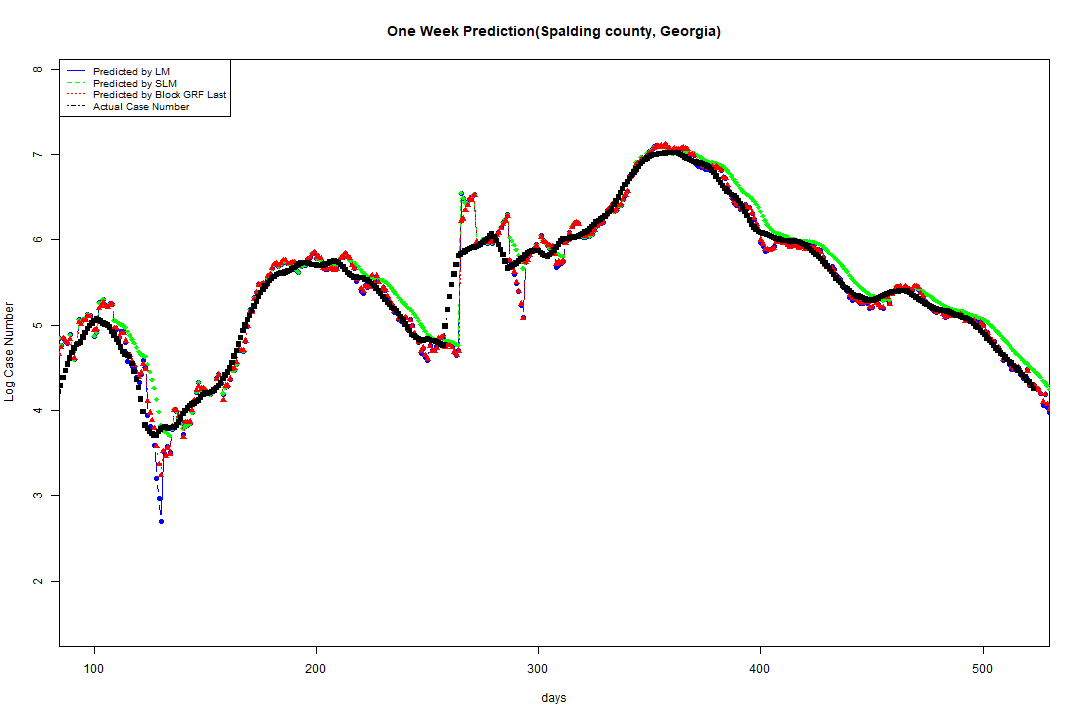 One Week Prediction(Spalding county, Georgia)
Predicted by LM
Predicted by SLM
Predicted by Block GRF Last
Actual Case Number
8
7
6
5
4
3
2
Log Case Number
100 200 300 400 500
days